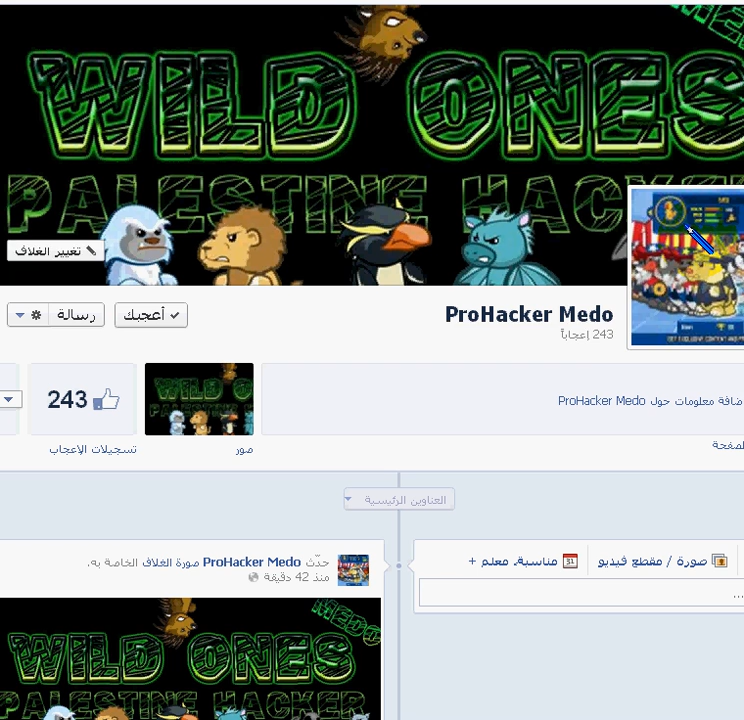 WILD ONES
PALESTINE HACKER
تغيير الغلاف
ProHacker Medo
243 إعجاباً
أعجبك
رسالة
ProHacker Medo ضافة معلومات حول
243
لصفحة
صور
تسجيلات الإعجاب
العناوين الرئيسية
صورة / مقطع فيديو
مناسبة، معلم +
...
حدّث ProHacker Medo صورة الغلاف الخاصة به.
منذ 42 دقيقة
MEDO
WILD ONES
PALESTINE HACKER